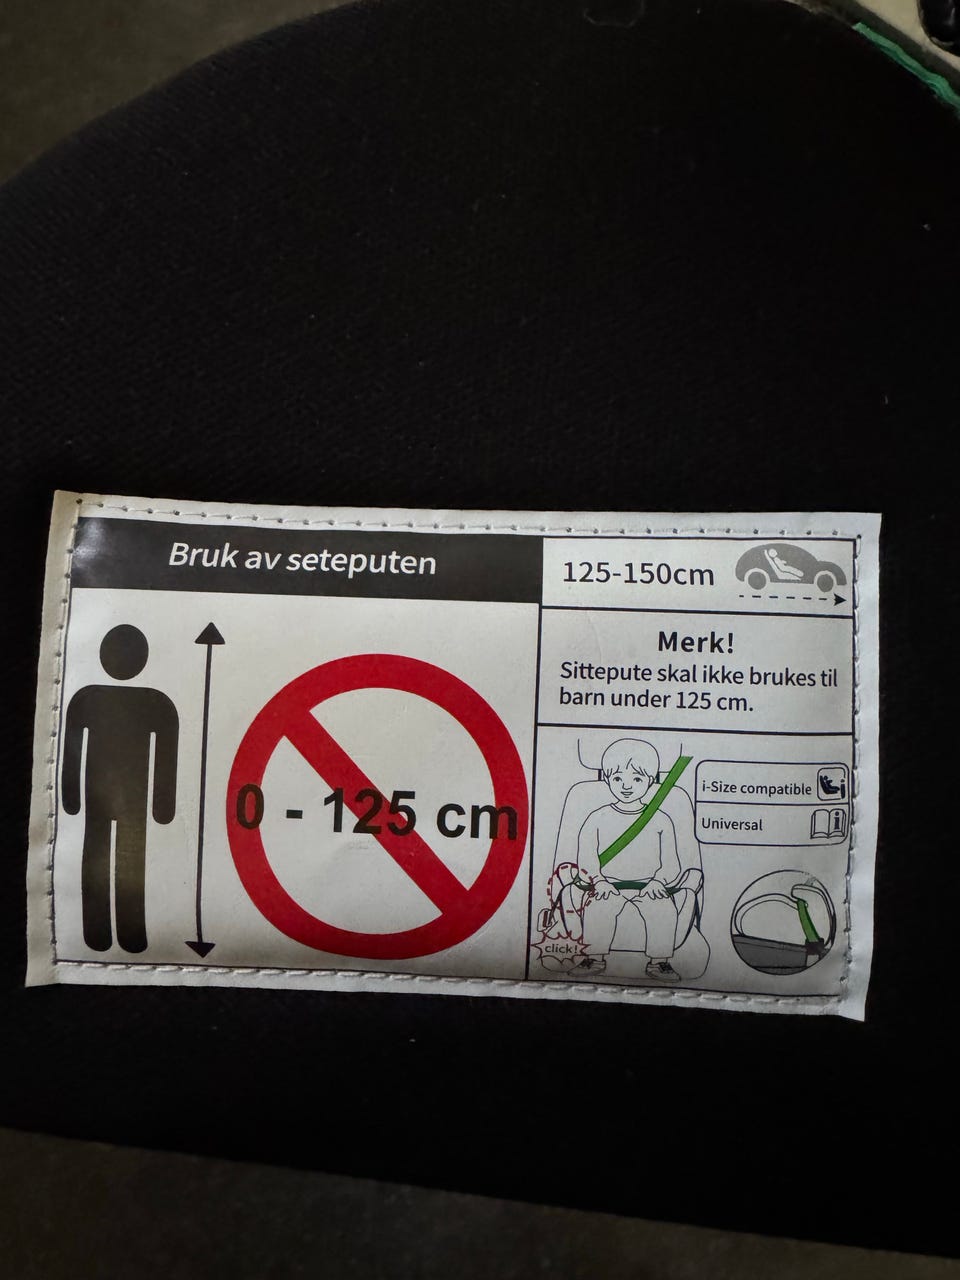 Bruk av seteputen
0 - 125 cm
125-150cm
Merk!
Sittepute skal ikke brukes til
barn under 125 cm.
i-Size compatible
Universal
click!